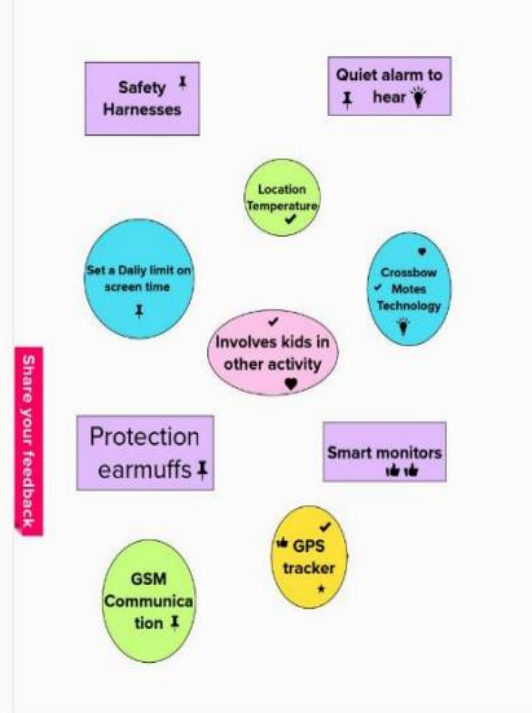 Safety
Harnesses
Quiet alarm to
hear
Location
Temperature
Set a Daily limit on
screen time
Crossbow
Motes
Technology
Involves kids in
other activity
Share your feedback
Protection
earmuffs
Smart monitors
GPS
tracker
GSM
Communica
tion